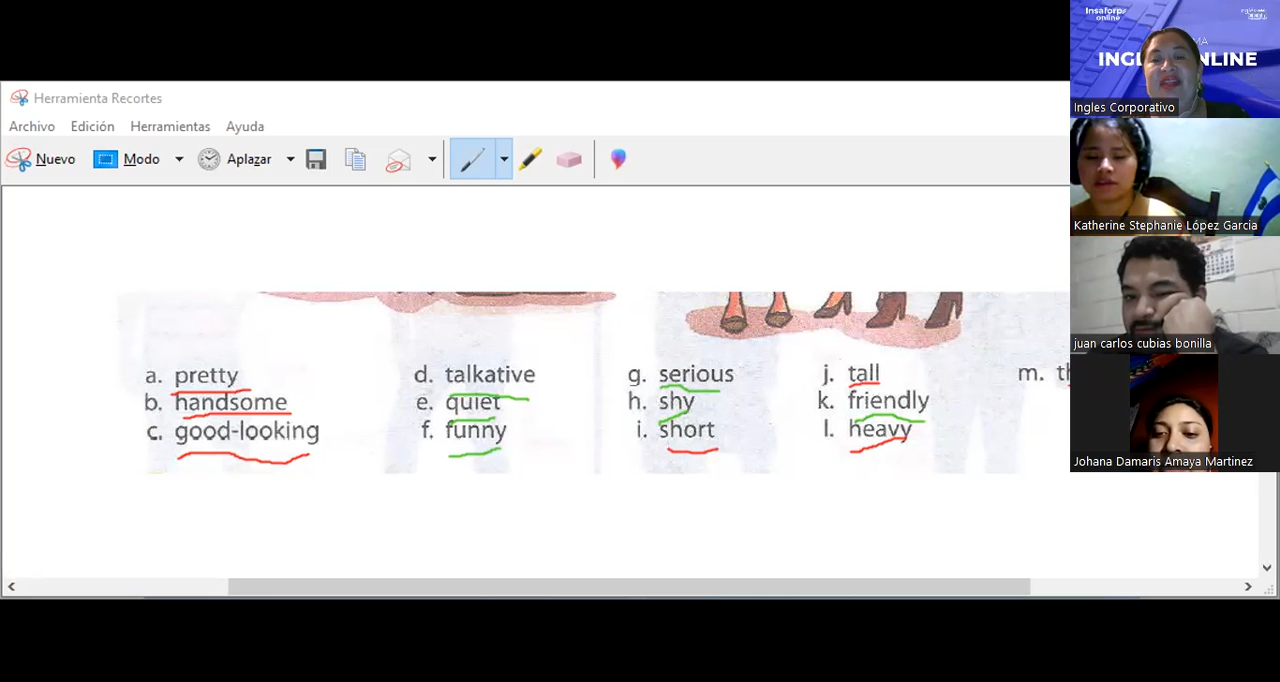 Herramienta Recortes
Archivo Edición Herramientas Ayuda
Nuevo Modo Aplazar
a. pretty
b. handsome
c. good-looking
d. talkative
e. quiet
f. funny
g. serious
h. shy
i. short
j. tall
k. friendly
l. heavy
m.
Insaforp
online
Ingles Corporativo
Katherine Stephanie López Garcia
juan carlos cubias bonilla
Johana Damaris Amaya Martinez